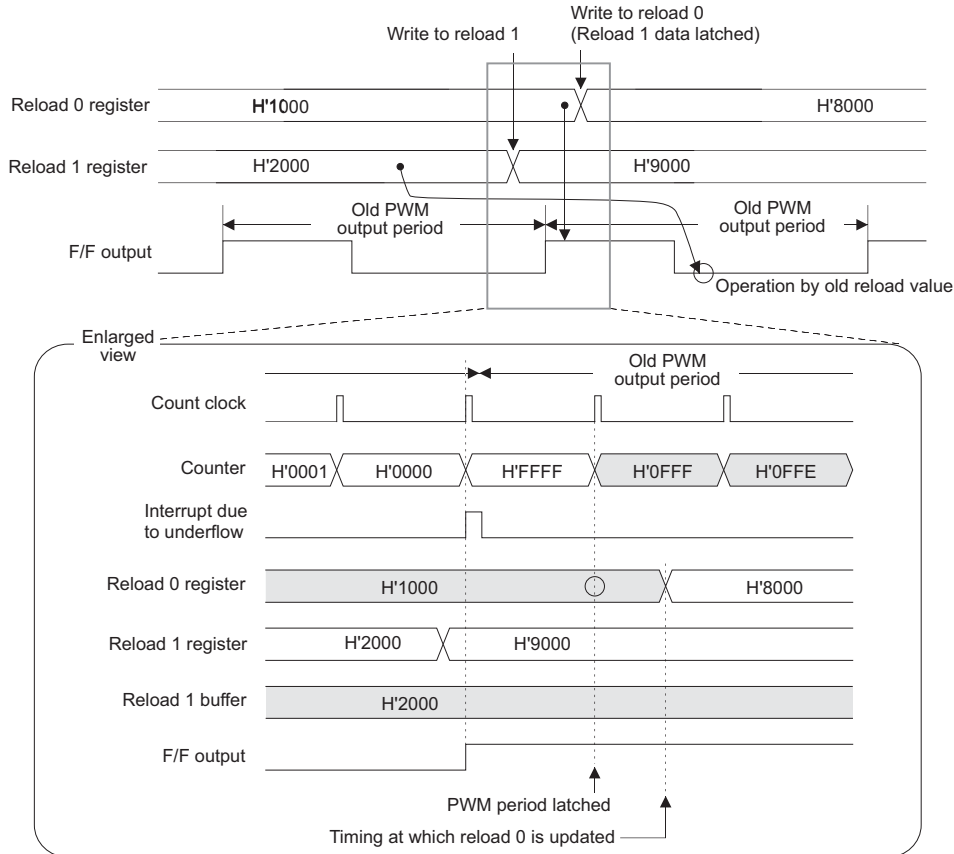 Write to reload 1
Write to reload 0
(Reload 1 data latched)
Reload 0 register
H'1000
H'8000
Reload 1 register
H'2000
H'9000
Old PWM
output period
Old PWM
output period
F/F output
Operation by old reload value
Enlarged
view
Old PWM
output period
Count clock
Counter
H'0001
H'0000
H'FFFF
H'0FFF
H'0FFE
Interrupt due
to underflow
Reload 0 register
H'1000
H'8000
Reload 1 register
H'2000
H'9000
Reload 1 buffer
H'2000
F/F output
PWM period latched
Timing at which reload 0 is updated